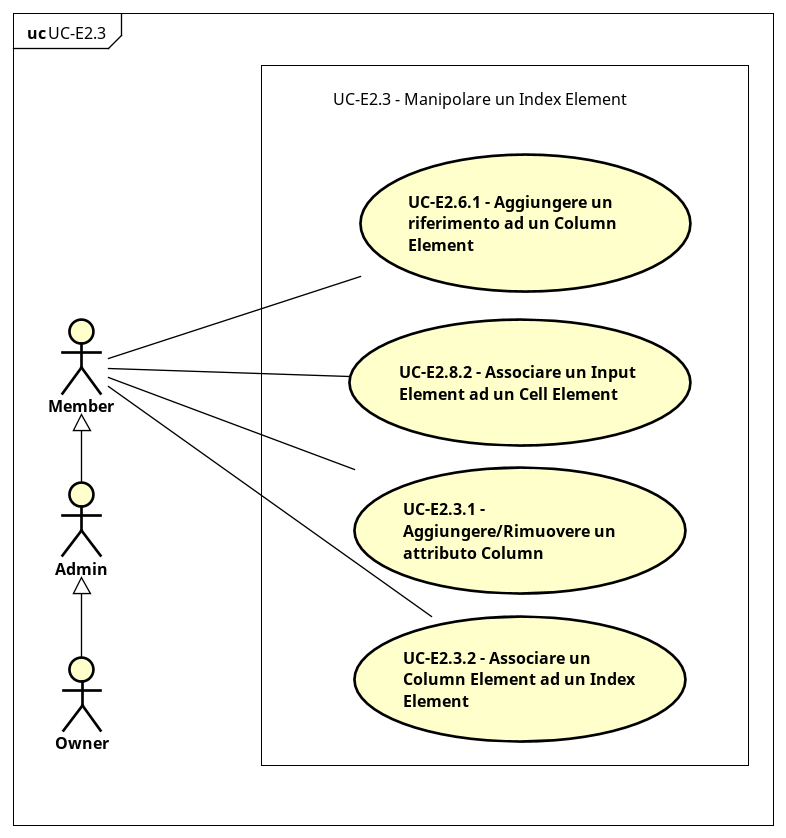 uc UC-E2.3
UC-E2.3 - Manipolare un Index Element
UC-E2.6.1 - Aggiungere un
riferimento ad un Column
Element
UC-E2.8.2 - Associare un Input
Element ad un Cell Element
Member
UC-E2.3.1 -
Aggiungere/Rimuovere un
attributo Column
Admin
UC-E2.3.2 - Associare un
Column Element ad un Index
Element
Owner